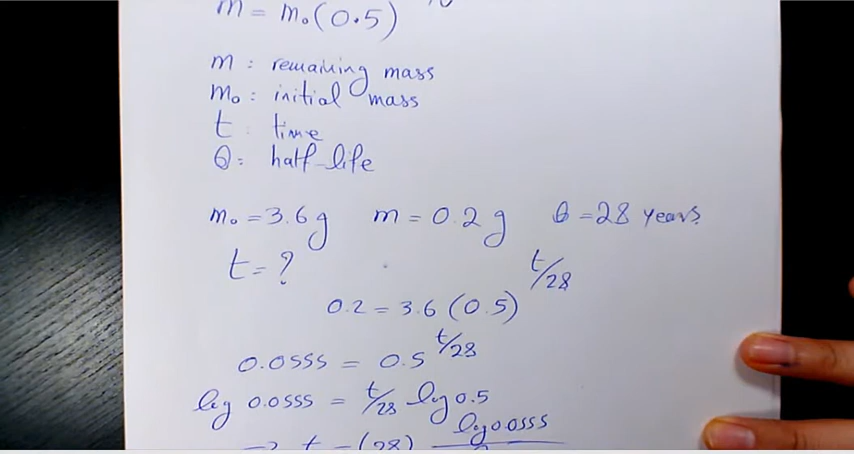 m = m₀(0.5)
m : remaining mass
m₀ : initial mass
t : time
θ = half-life
m₀ = 3.6 g m = 0.2 g θ = 28 years
t = ?
0.2 = 3.6 (0.5)^t/28
0.0555 = 0.5^t/28
log 0.0555 = t/28 log 0.5
t = (28) log 0.0555